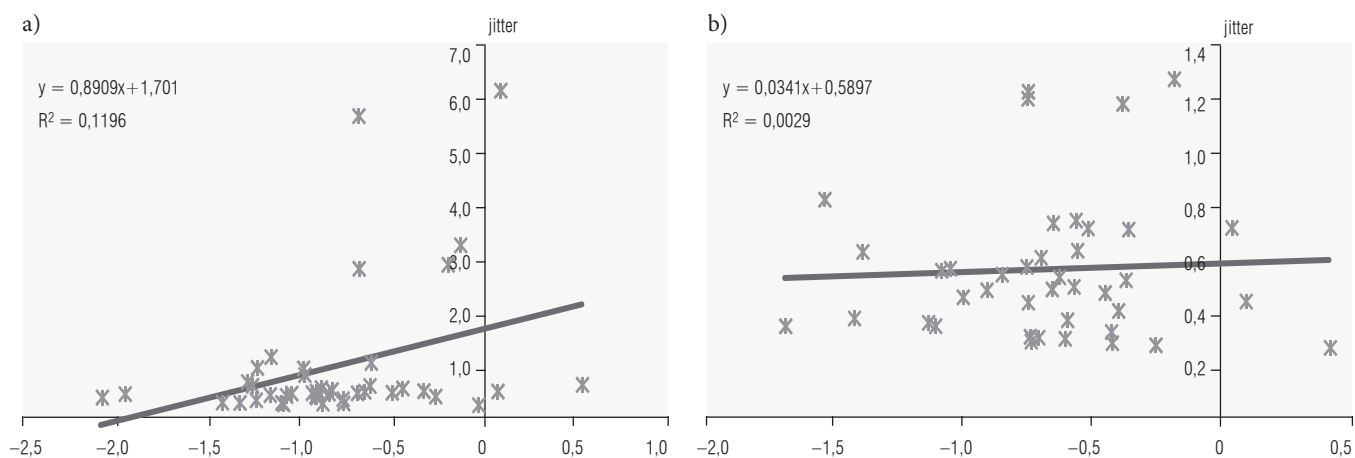 a)
jitter
7,0
y = 0,8909x+1,701
R² = 0,1196
6,0
5,0
4,0
3,0
2,0
1,0
–2,5 –2,0 –1,5 –1,0 –0,5 0 0,5 1,0
b)
jitter
1,4
y = 0,0341x+0,5897
R² = 0,0029
1,2
1,0
0,8
0,6
0,4
0,2
–2,0 –1,5 –1,0 –0,5 0 0,5